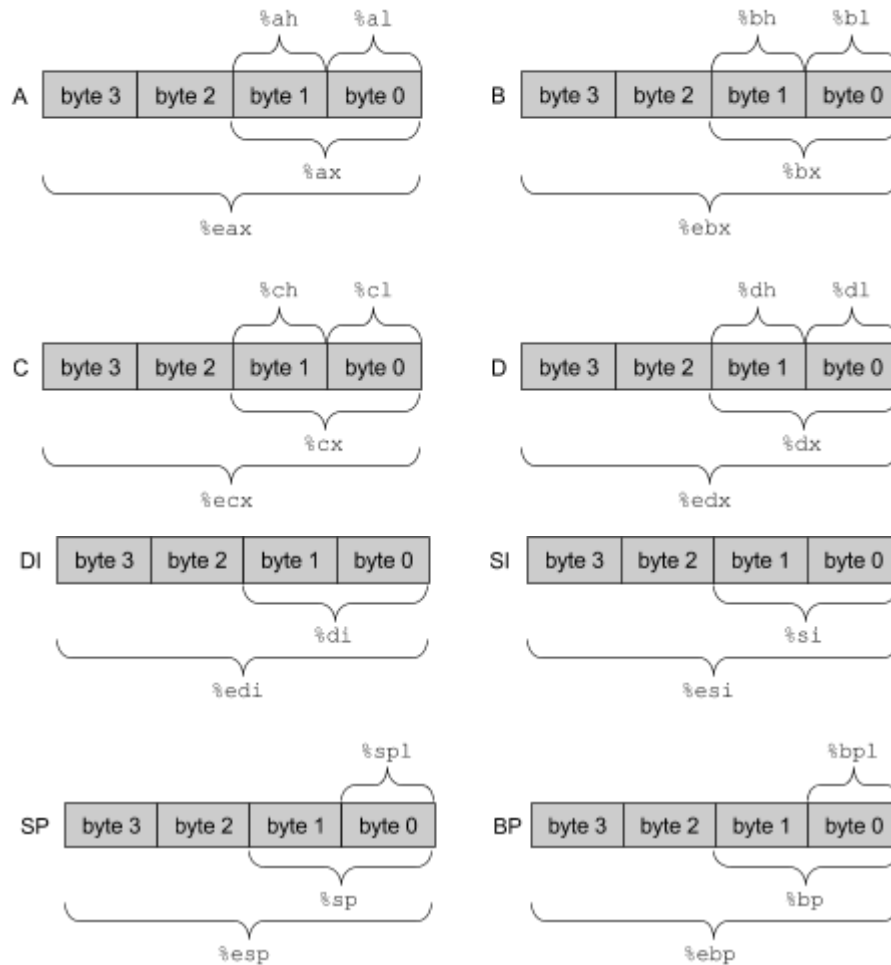 %ah %al %bh %bl
A byte 3 byte 2 byte 1 byte 0 B byte 3 byte 2 byte 1 byte 0
%ax %bx
%eax %ebx
%ch %cl %dh %dl
C byte 3 byte 2 byte 1 byte 0 D byte 3 byte 2 byte 1 byte 0
%cx %dx
%ecx %edx
DI byte 3 byte 2 byte 1 byte 0 SI byte 3 byte 2 byte 1 byte 0
%di %si
%edi %esi
%spl %bpl
SP byte 3 byte 2 byte 1 byte 0 BP byte 3 byte 2 byte 1 byte 0
%sp %bp
%esp %ebp